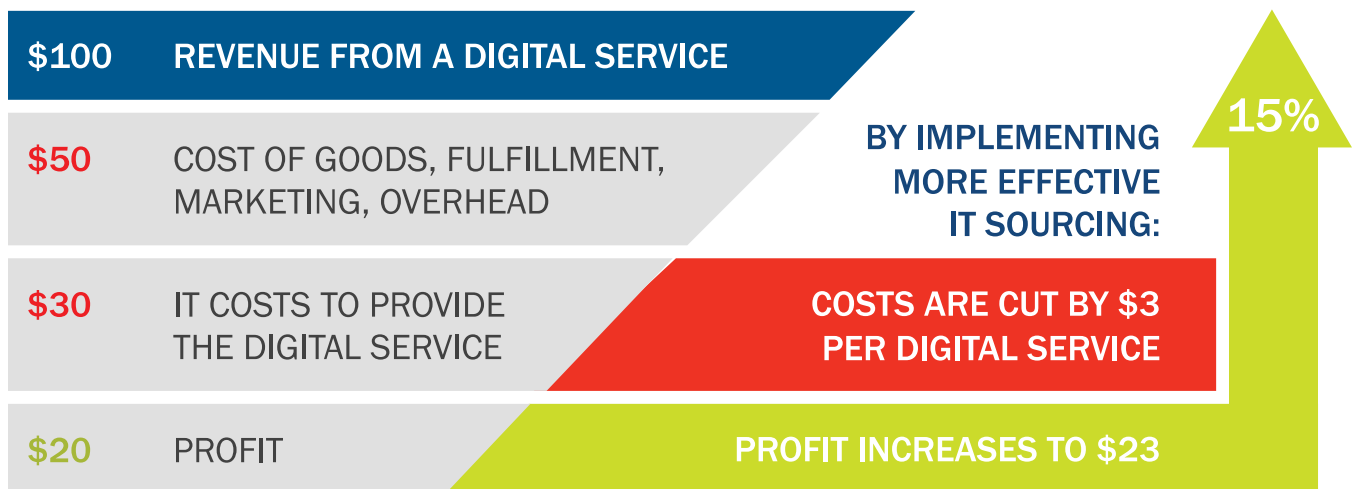 $100 REVENUE FROM A DIGITAL SERVICE
$50 COST OF GOODS, FULFILLMENT,
MARKETING, OVERHEAD
$30 IT COSTS TO PROVIDE
THE DIGITAL SERVICE
$20 PROFIT
BY IMPLEMENTING
MORE EFFECTIVE
IT SOURCING:
COSTS ARE CUT BY $3
PER DIGITAL SERVICE
PROFIT INCREASES TO $23
15%